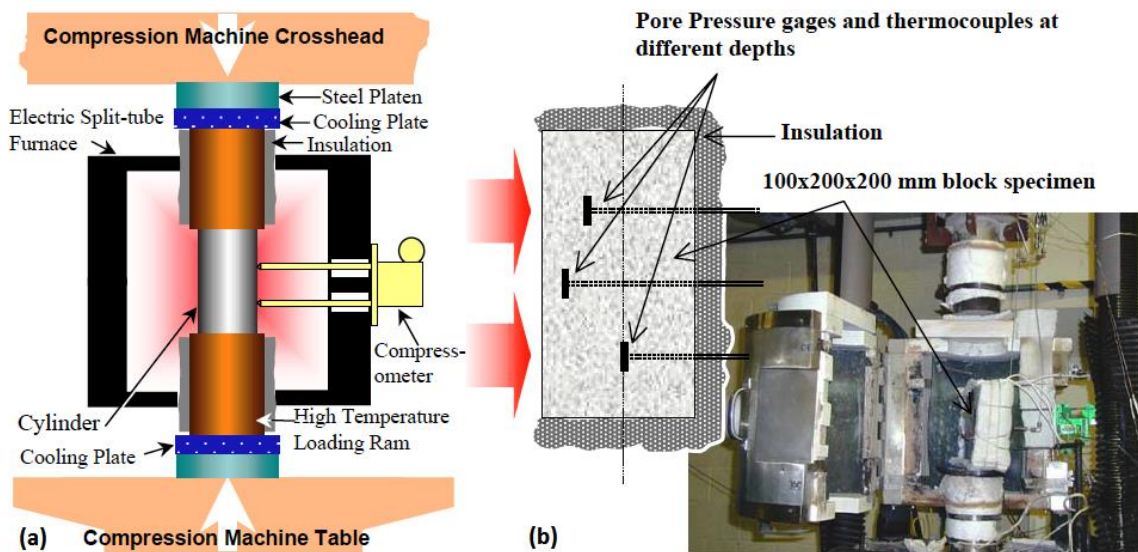 Compression Machine Crosshead
Steel Platen
Electric Split-tube
Furnace
Cooling Plate
Insulation
Compress-
ometer
Cylinder
High Temperature
Loading Ram
Cooling Plate
(a)
Compression Machine Table
Pore Pressure gages and thermocouples at
different depths
Insulation
100x200x200 mm block specimen
(b)